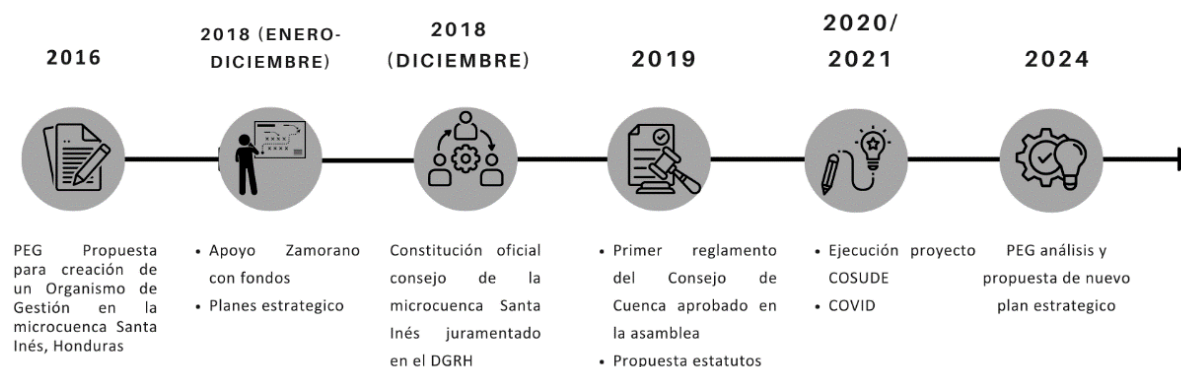 2016
PEG Propuesta
para creación de
un Organismo de
Gestión en la
microcuenca Santa
Inés, Honduras
2018 (ENERO-
DICIEMBRE)
• Apoyo Zamorano
con fondos
• Planes estrategico
2018
(DICIEMBRE)
Constitución oficial
consejo de la
microcuenca Santa
Inés juramentado
en el DGRH
2019
• Primer reglamento
del Consejo de
Cuenca aprobado en
la asamblea
• Propuesta estatutos
2020/
2021
• Ejecución proyecto
COSUDE
• COVID
2024
PEG análisis y
propuesta de nuevo
plan estrategico